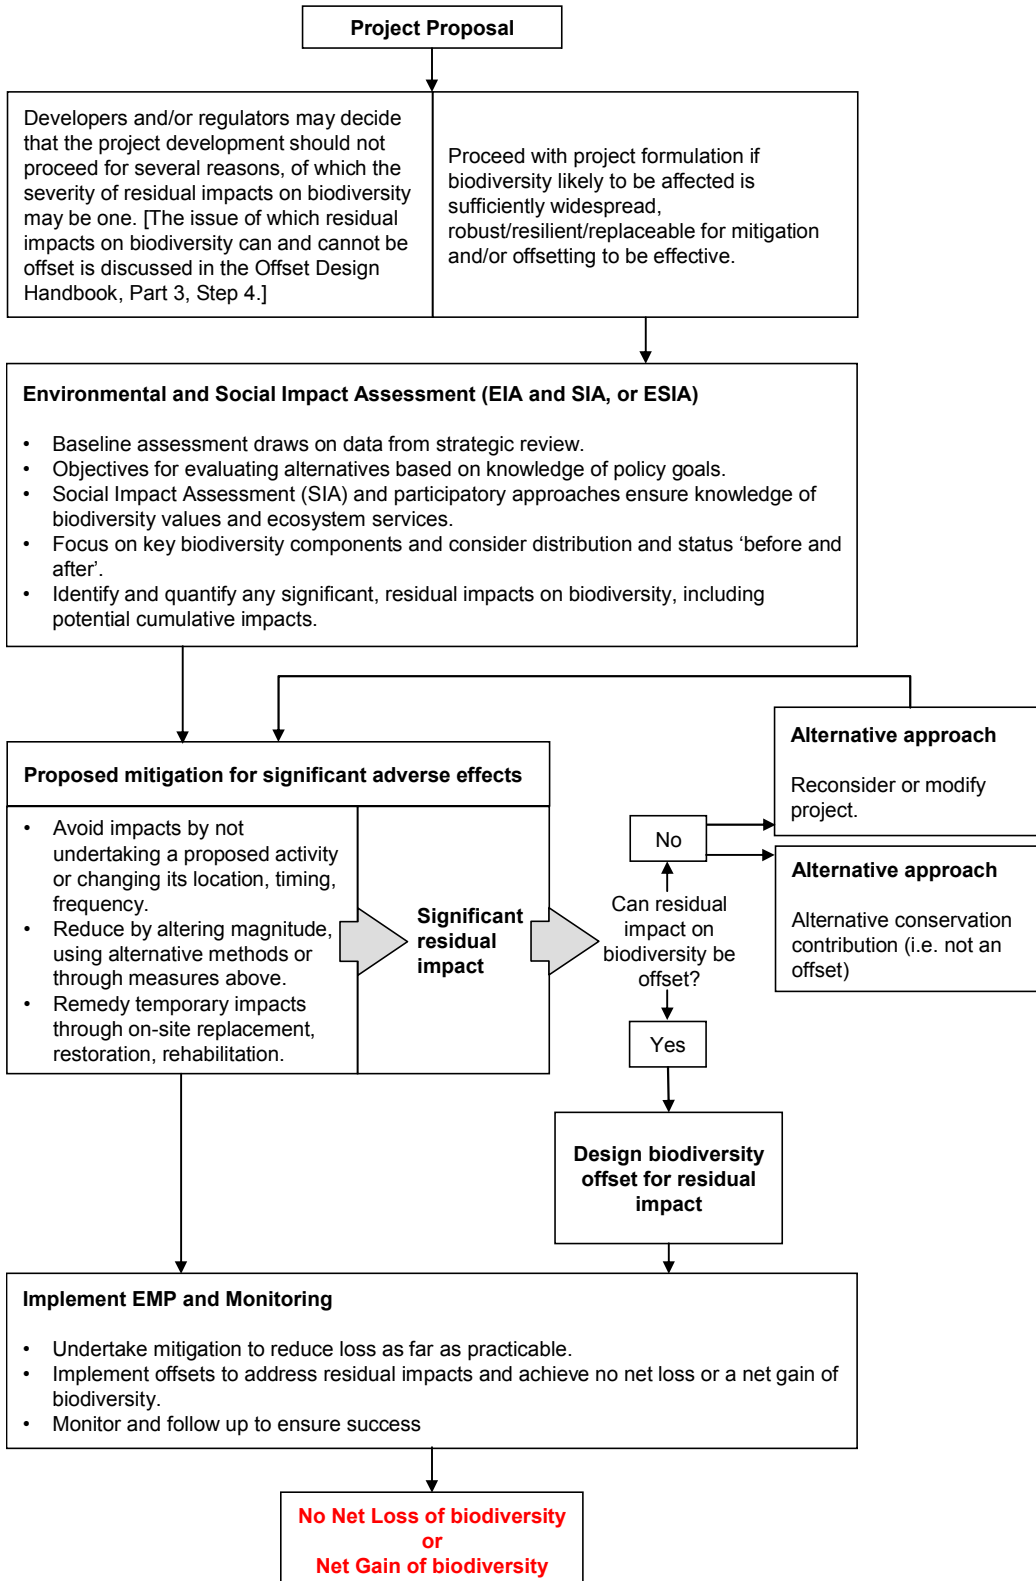 Project Proposal
Developers and/or regulators may decide
that the project development should not
proceed for several reasons, of which the
severity of residual impacts on biodiversity
may be one. [The issue of which residual
impacts on biodiversity can and cannot be
offset is discussed in the Offset Design
Handbook, Part 3, Step 4.]
Proceed with project formulation if
biodiversity likely to be affected is
sufficiently widespread,
robust/resilient/replaceable for mitigation
and/or offsetting to be effective.
Environmental and Social Impact Assessment (EIA and SIA, or ESIA)
• Baseline assessment draws on data from strategic review.
• Objectives for evaluating alternatives based on knowledge of policy goals.
• Social Impact Assessment (SIA) and participatory approaches ensure knowledge of
biodiversity values and ecosystem services.
• Focus on key biodiversity components and consider distribution and status ‘before and
after’.
• Identify and quantify any significant, residual impacts on biodiversity, including
potential cumulative impacts.
Proposed mitigation for significant adverse effects
• Avoid impacts by not
undertaking a proposed activity
or changing its location, timing,
frequency.
• Reduce by altering magnitude,
using alternative methods or
through measures above.
• Remedy temporary impacts
through on-site replacement,
restoration, rehabilitation.
Significant
residual
impact
No
Can residual
impact on
biodiversity be
offset?
Yes
Alternative approach
Reconsider or modify
project.
Alternative approach
Alternative conservation
contribution (i.e. not an
offset)
Design biodiversity
offset for residual
impact
Implement EMP and Monitoring
• Undertake mitigation to reduce loss as far as practicable.
• Implement offsets to address residual impacts and achieve no net loss or a net gain of
biodiversity.
• Monitor and follow up to ensure success
No Net Loss of biodiversity
or
Net Gain of biodiversity